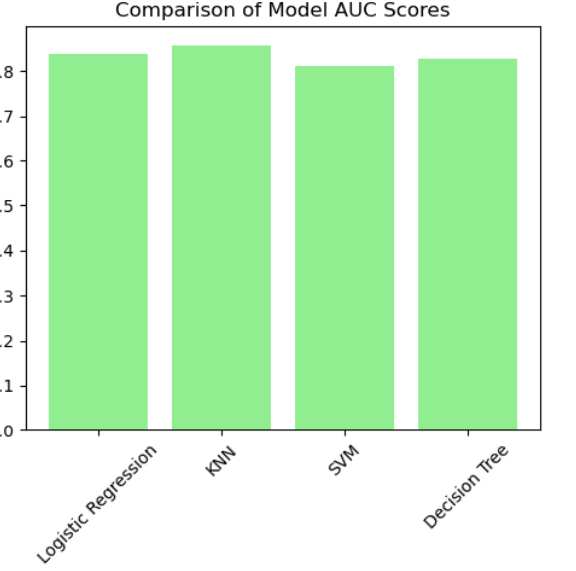 Comparison of Model AUC Scores
.8
.7
.6
.5
.4
.3
.2
.1
.0
Logistic Regression
KNN
SVM
Decision Tree